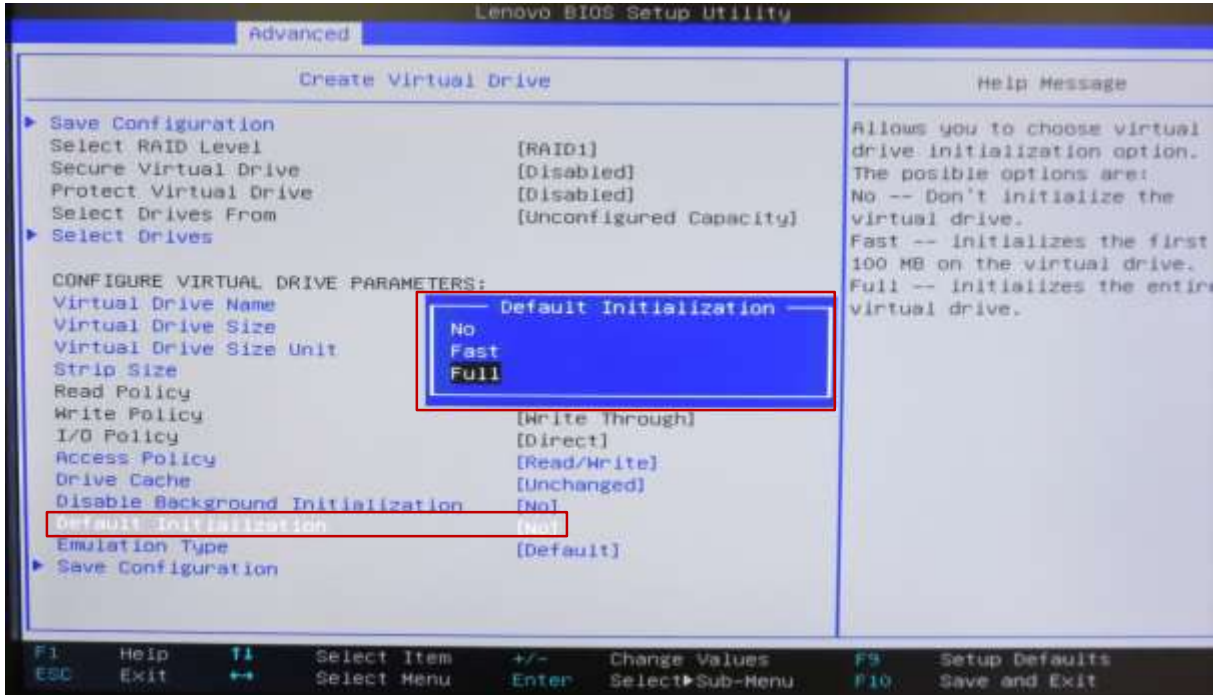 Lenovo BIOS Setup Utility
Advanced
Create Virtual Drive
Save Configuration
Select RAID Level [RAID1]
Secure Virtual Drive [Disabled]
Protect Virtual Drive [Disabled]
Select Drives From [Unconfigured Capacity]
Select Drives
CONFIGURE VIRTUAL DRIVE PARAMETERS:
Virtual Drive Name
Virtual Drive Size
Virtual Drive Size Unit
Strip Size
Read Policy
Write Policy [Write Through]
I/O Policy [Direct]
Access Policy [Read/Write]
Drive Cache [Unchanged]
Disable Background Initialization [No]
Default Initialization [No]
Emulation Type [Default]
Save Configuration
Default Initialization
No
Fast
Full
Help Message
Allows you to choose virtual
drive initialization option.
The posible options are:
No -- Don't initialize the
virtual drive.
Fast -- initializes the first
100 MB on the virtual drive.
Full -- initializes the entire
virtual drive.
F1 Help ↑↓ Select Item +/- Change Values F9 Setup Defaults
ESC Exit ↔ Select Menu Enter Select▶Sub-Menu F10 Save and Exit